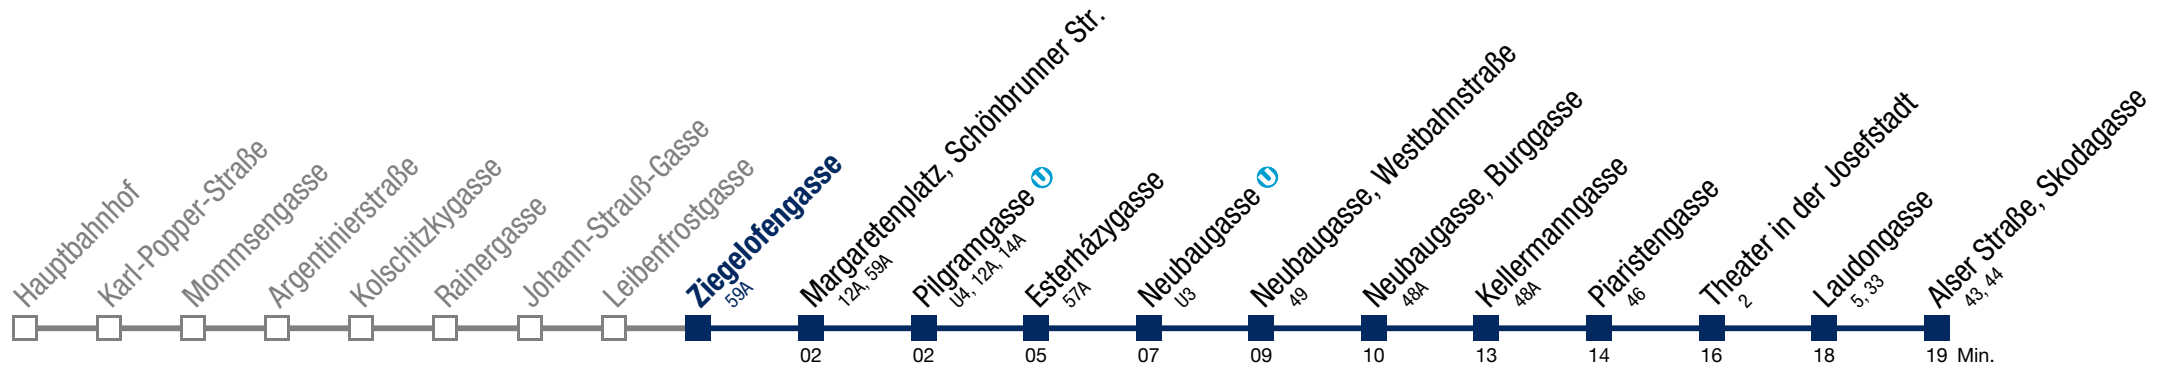 Hauptbahnhof
Karl-Popper-Straße
Mommsengasse
Argentinierstraße
Kolschitzkygasse
Rainergasse
Johann-Strauß-Gasse
Leibenfrostgasse
Ziegelofengasse
59A
Margaretenplatz, Schönbrunner Str.
12A, 59A
Pilgramgasse U
U4, 12A, 14A
Esterházygasse
57A
Neubaugasse U
U3
Neubaugasse, Westbahnstraße
49
Neubaugasse, Burggasse
48A
Kellermanngasse
48A
Piaristengasse
46
Theater in der Josefstadt
2
Laudongasse
5, 33
Alser Straße, Skodagasse
43, 44
02 02 05 07 09 10 13 14 16 18 19 Min.